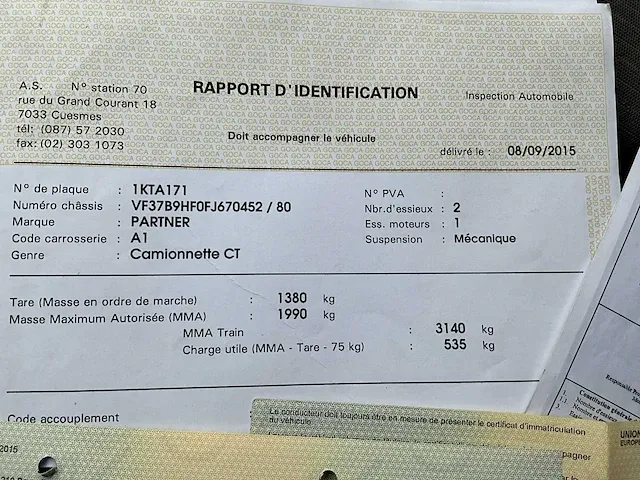 RAPPORT D'IDENTIFICATION
A.S. N° station 70
rue du Grand Courant 18
7033 Cuesmes
tél: (087) 57 2030
fax: (02) 303 1073
Inspection Automobile
Doit accompagner le véhicule
délivré le : 08/09/2015
N° de plaque : 1KTA171
Numéro châssis : VF37B9HF0FJ670452 / 80
Marque : PARTNER
Code carrosserie : A1
Genre : Camionnette CT
N° PVA :
Nbr.d'essieux : 2
Ess. moteurs : 1
Suspension : Mécanique
Tare (Masse en ordre de marche) : 1380 kg
Masse Maximum Autorisée (MMA) : 1990 kg
MMA Train : 3140 kg
Charge utile (MMA - Tare - 75 kg) : 535 kg
Code accouplement
Le conducteur doit toujours être en mesure de présenter le certificat d'immatriculation
du véhicule
2015
UNION